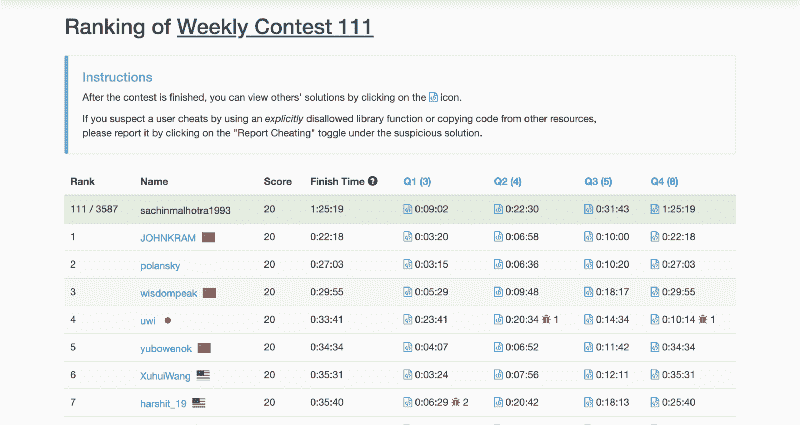 Ranking of Weekly Contest 111
Instructions
After the contest is finished, you can view others' solutions by clicking on the icon.
If you suspect a user cheats by using an explicitly disallowed library function or copying code from other resources,
please report it by clicking on the "Report Cheating" toggle under the suspicious solution.
Rank Name Score Finish Time Q1 (3) Q2 (4) Q3 (5) Q4 (6)
111 / 3587 sachinmalhotra1993 20 1:25:19 0:09:02 0:22:30 0:31:43 1:25:19
1 JOHNKRAM 20 0:22:18 0:03:20 0:06:58 0:10:00 0:22:18
2 polansky 20 0:27:03 0:03:15 0:06:36 0:10:20 0:27:03
3 wisdompeak 20 0:29:55 0:05:29 0:09:48 0:18:17 0:29:55
4 uwi 20 0:33:41 0:23:41 0:20:34 1 0:14:34 0:10:14 1
5 yubowenok 20 0:34:34 0:04:07 0:06:52 0:11:42 0:34:34
6 XuhuiWang 20 0:35:31 0:03:24 0:07:56 0:12:11 0:35:31
7 harshit_19 20 0:35:40 0:06:29 2 0:20:42 0:18:13 0:25:40